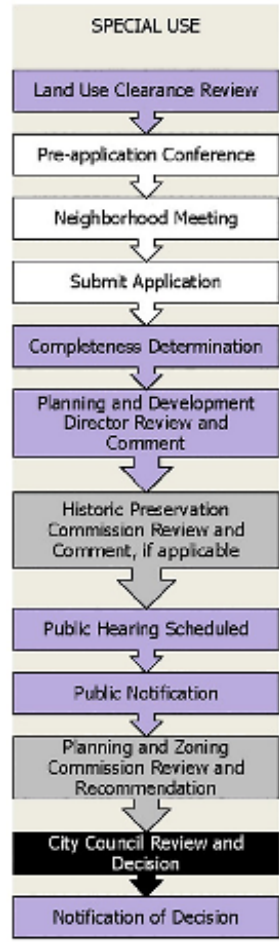 SPECIAL USE
Land Use Clearance Review
Pre-application Conference
Neighborhood Meeting
Submit Application
Completeness Determination
Planning and Development
Director Review and
Comment
Historic Preservation
Commission Review and
Comment, if applicable
Public Hearing Scheduled
Public Notification
Planning and Zoning
Commission Review and
Recommendation
City Council Review and
Decision
Notification of Decision